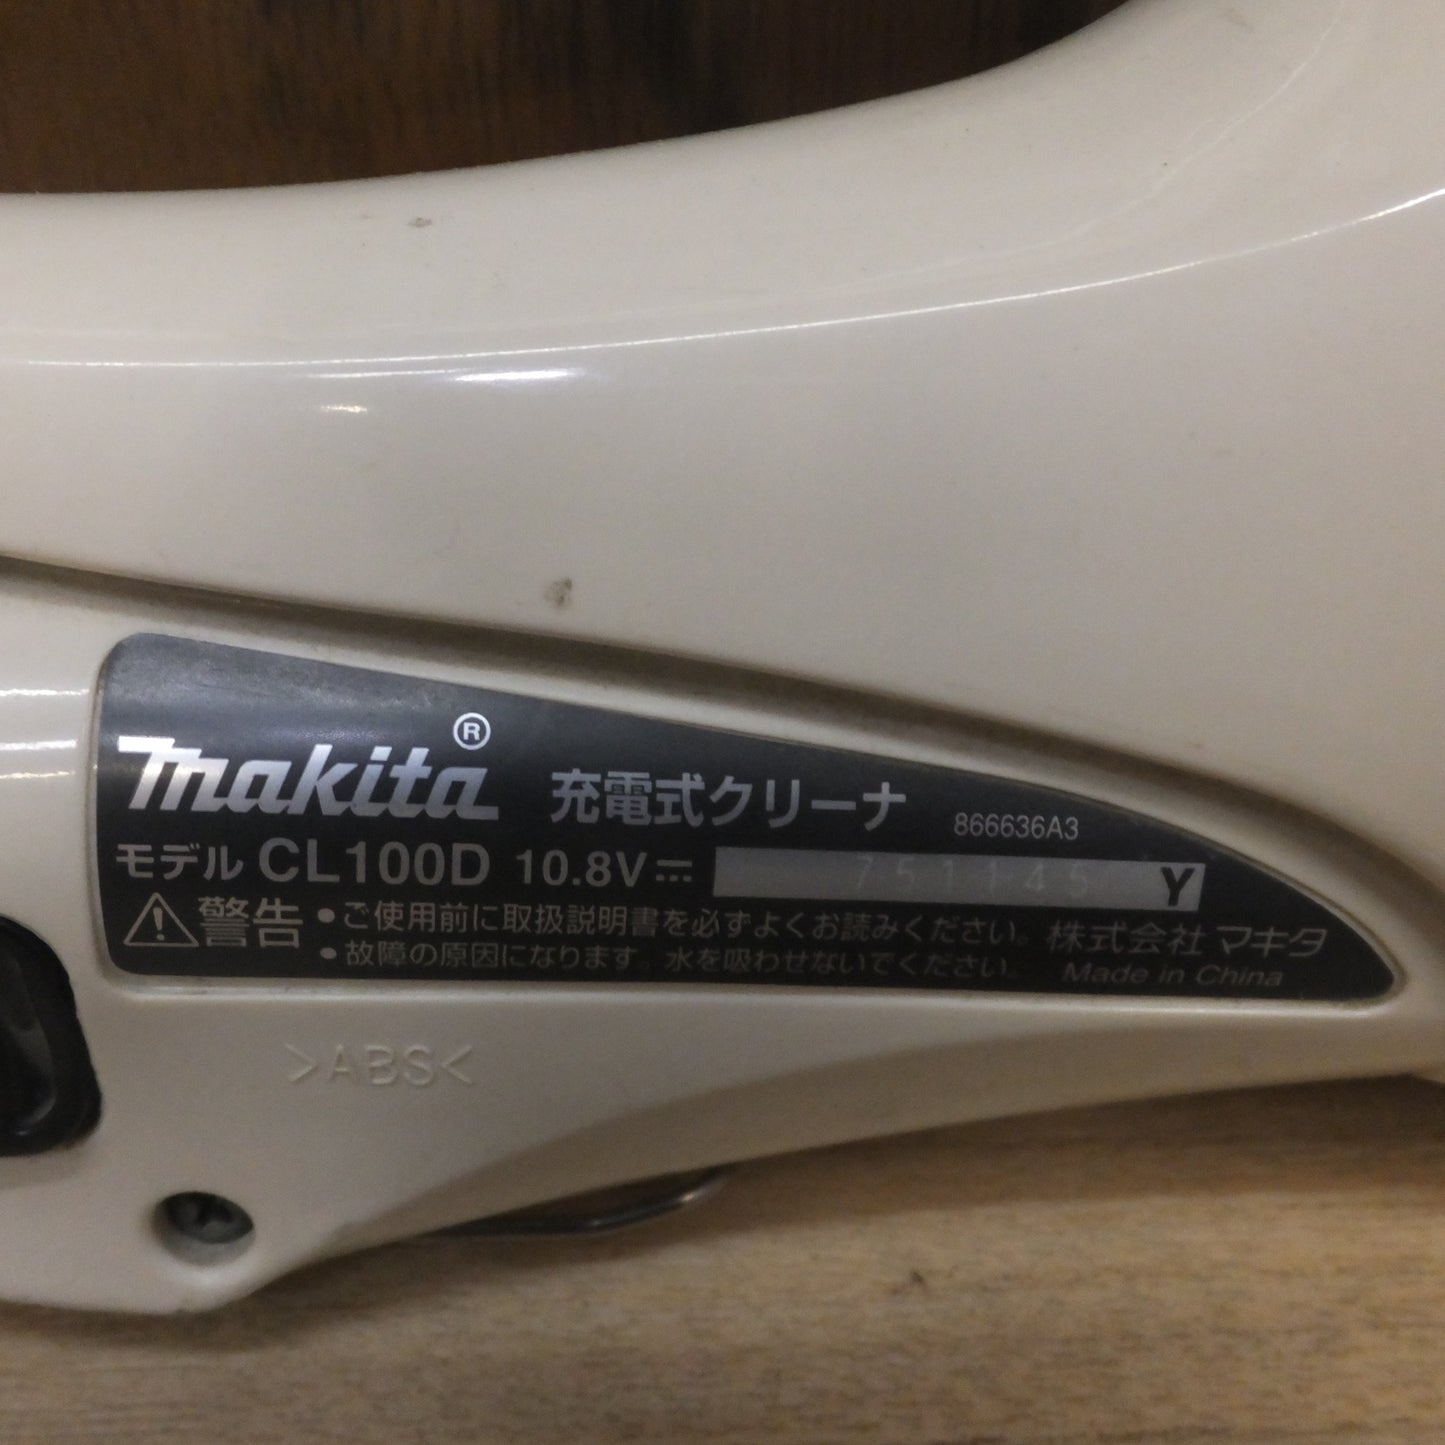 makita® 充電式クリーナ 866636A3
モデル CL100D 10.8V⎓ 751145 Y
⚠警告 •ご使用前に取扱説明書を必ずよくお読みください。 株式会社 マキタ
•故障の原因になります。水を吸わせないでください。 Made in China
>ABS<